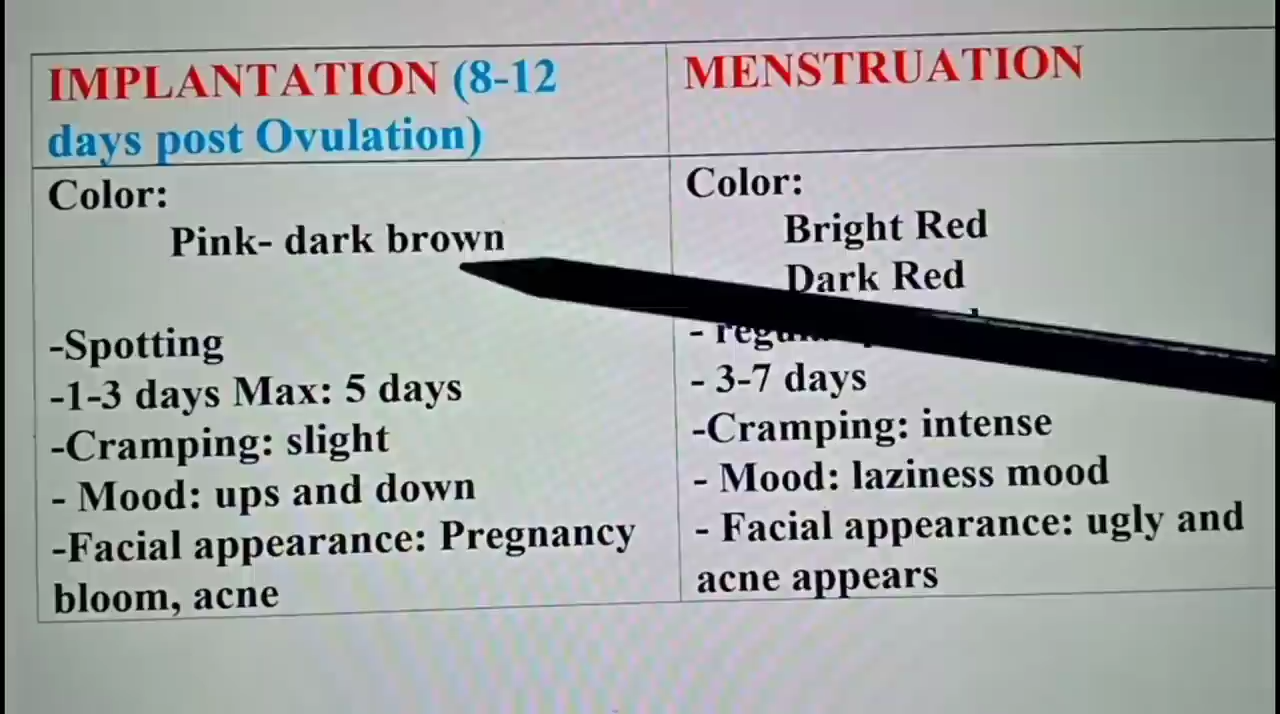 IMPLANTATION (8-12
days post Ovulation)
Color:
Pink- dark brown
-Spotting
-1-3 days Max: 5 days
-Cramping: slight
- Mood: ups and down
-Facial appearance: Pregnancy
bloom, acne
MENSTRUATION
Color:
Bright Red
Dark Red
- 3-7 days
-Cramping: intense
- Mood: laziness mood
- Facial appearance: ugly and
acne appears